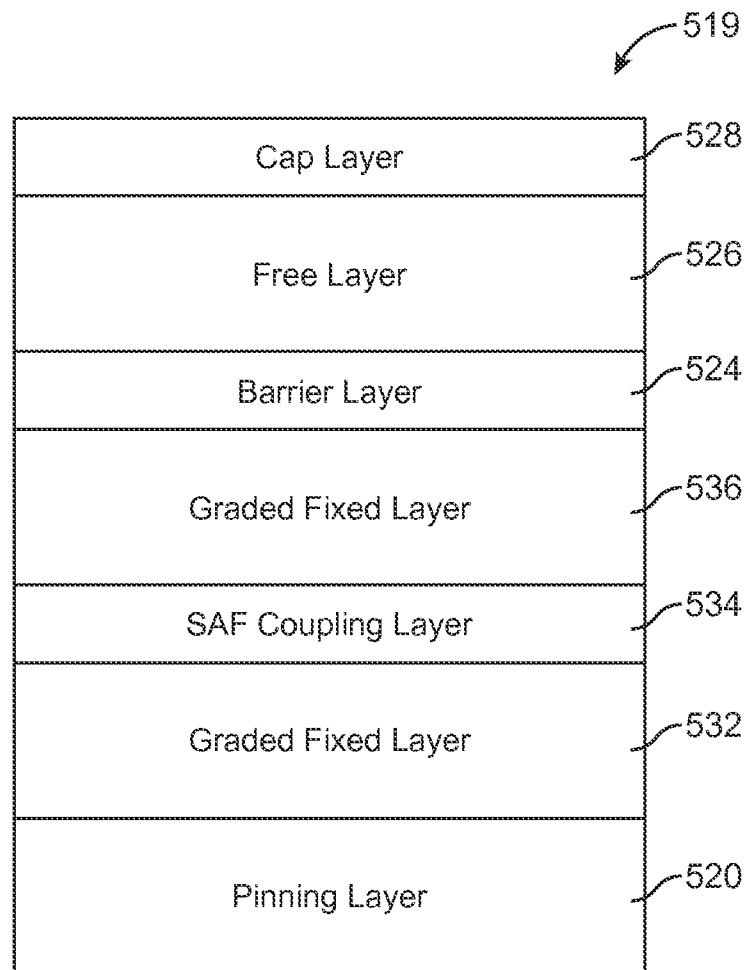 519
Cap Layer 528
Free Layer 526
Barrier Layer 524
Graded Fixed Layer 536
SAF Coupling Layer 534
Graded Fixed Layer 532
Pinning Layer 520